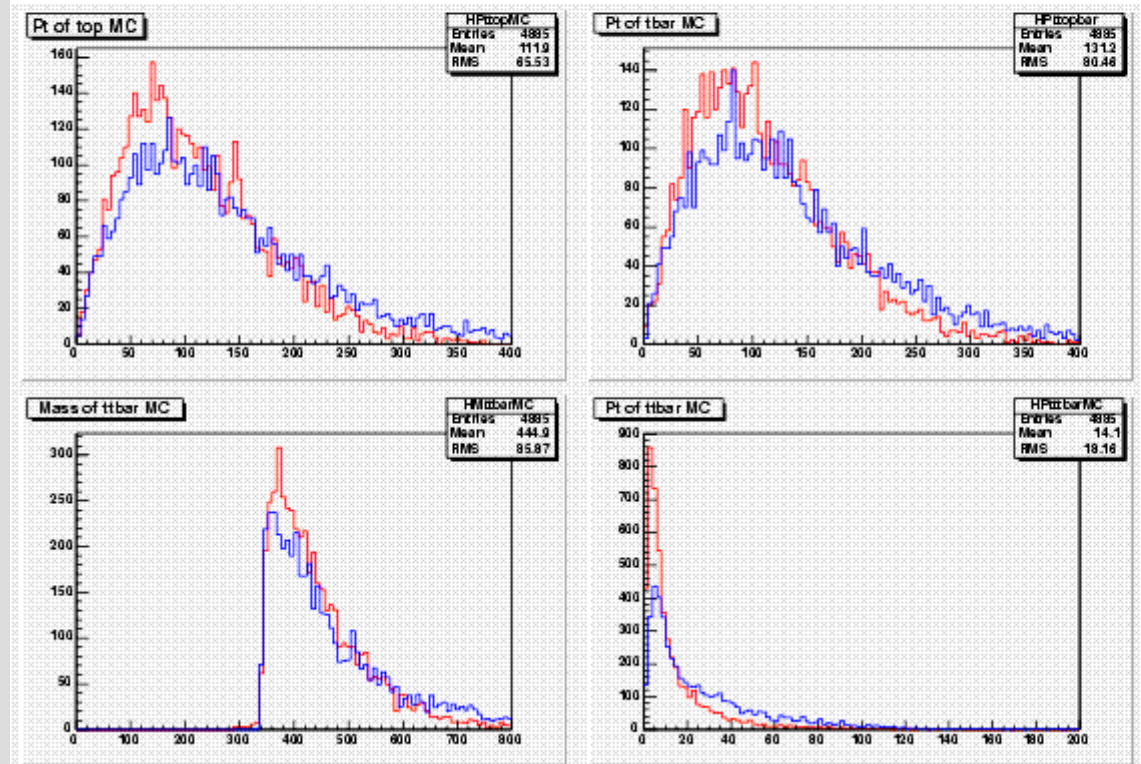 Pt of top MC
HPttopMC
Entries 4885
Mean 111.9
RMS 65.53
160
140
120
100
80
60
40
20
0
0 50 100 150 200 250 300 350 400
Pt of tbar MC
HPttopbar
Entries 4885
Mean 131.2
RMS 80.46
140
120
100
80
60
40
20
0
0 50 100 150 200 250 300 350 400
Mass of ttbar MC
HMttbarMC
Entries 4885
Mean 444.9
RMS 85.87
300
250
200
150
100
50
0
0 100 200 300 400 500 600 700 800
Pt of ttbar MC
HPttbarMC
Entries 4885
Mean 14.1
RMS 18.16
900
800
700
600
500
400
300
200
100
0
0 20 40 60 80 100 120 140 160 180 200